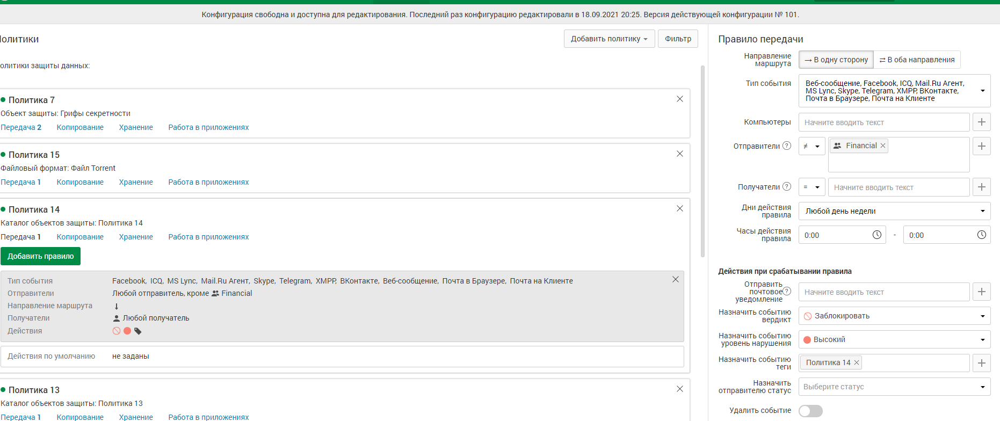 Конфигурация свободна и доступна для редактирования. Последний раз конфигурацию редактировали в 18.09.2021 20:25. Версия действующей конфигурации № 101.
олитики
Добавить политику
Фильтр
олитики защиты данных:
Политика 7
Объект защиты: Грифы секретности
Передача 2 Копирование Хранение Работа в приложениях
Политика 15
Файловый формат: Файл Torrent
Передача 1 Копирование Хранение Работа в приложениях
Политика 14
Каталог объектов защиты: Политика 14
Передача 1 Копирование Хранение Работа в приложениях
Добавить правило
Тип события Facebook, ICQ, MS Lync, Mail.Ru Агент, Skype, Telegram, XMPP, ВКонтакте, Веб-сообщение, Почта в Браузере, Почта на Клиенте
Отправители Любой отправитель, кроме Financial
Направление маршрута ↓
Получатели Любой получатель
Действия
Действия по умолчанию не заданы
Политика 13
Каталог объектов защиты: Политика 13
Передача 1 Копирование Хранение Работа в приложениях
Правило передачи
Направление
маршрута
→ В одну сторону ⇄ В оба направления
Тип события
Веб-сообщение, Facebook, ICQ, Mail.Ru Агент,
MS Lync, Skype, Telegram, XMPP, ВКонтакте,
Почта в Браузере, Почта на Клиенте
Компьютеры Начните вводить текст +
Отправители ? ≠ Financial × +
Получатели ? = Начните вводить текст +
Дни действия
правила
Любой день недели
Часы действия
правила
0:00 - 0:00
Действия при срабатывании правила
Отправить
почтовое ?
уведомление
Начните вводить текст +
Назначить событию
вердикт
Заблокировать
Назначить событию
уровень нарушения
Высокий
Назначить событию
теги
Политика 14 × +
Назначить
отправителю статус
Выберите статус
Удалить событие